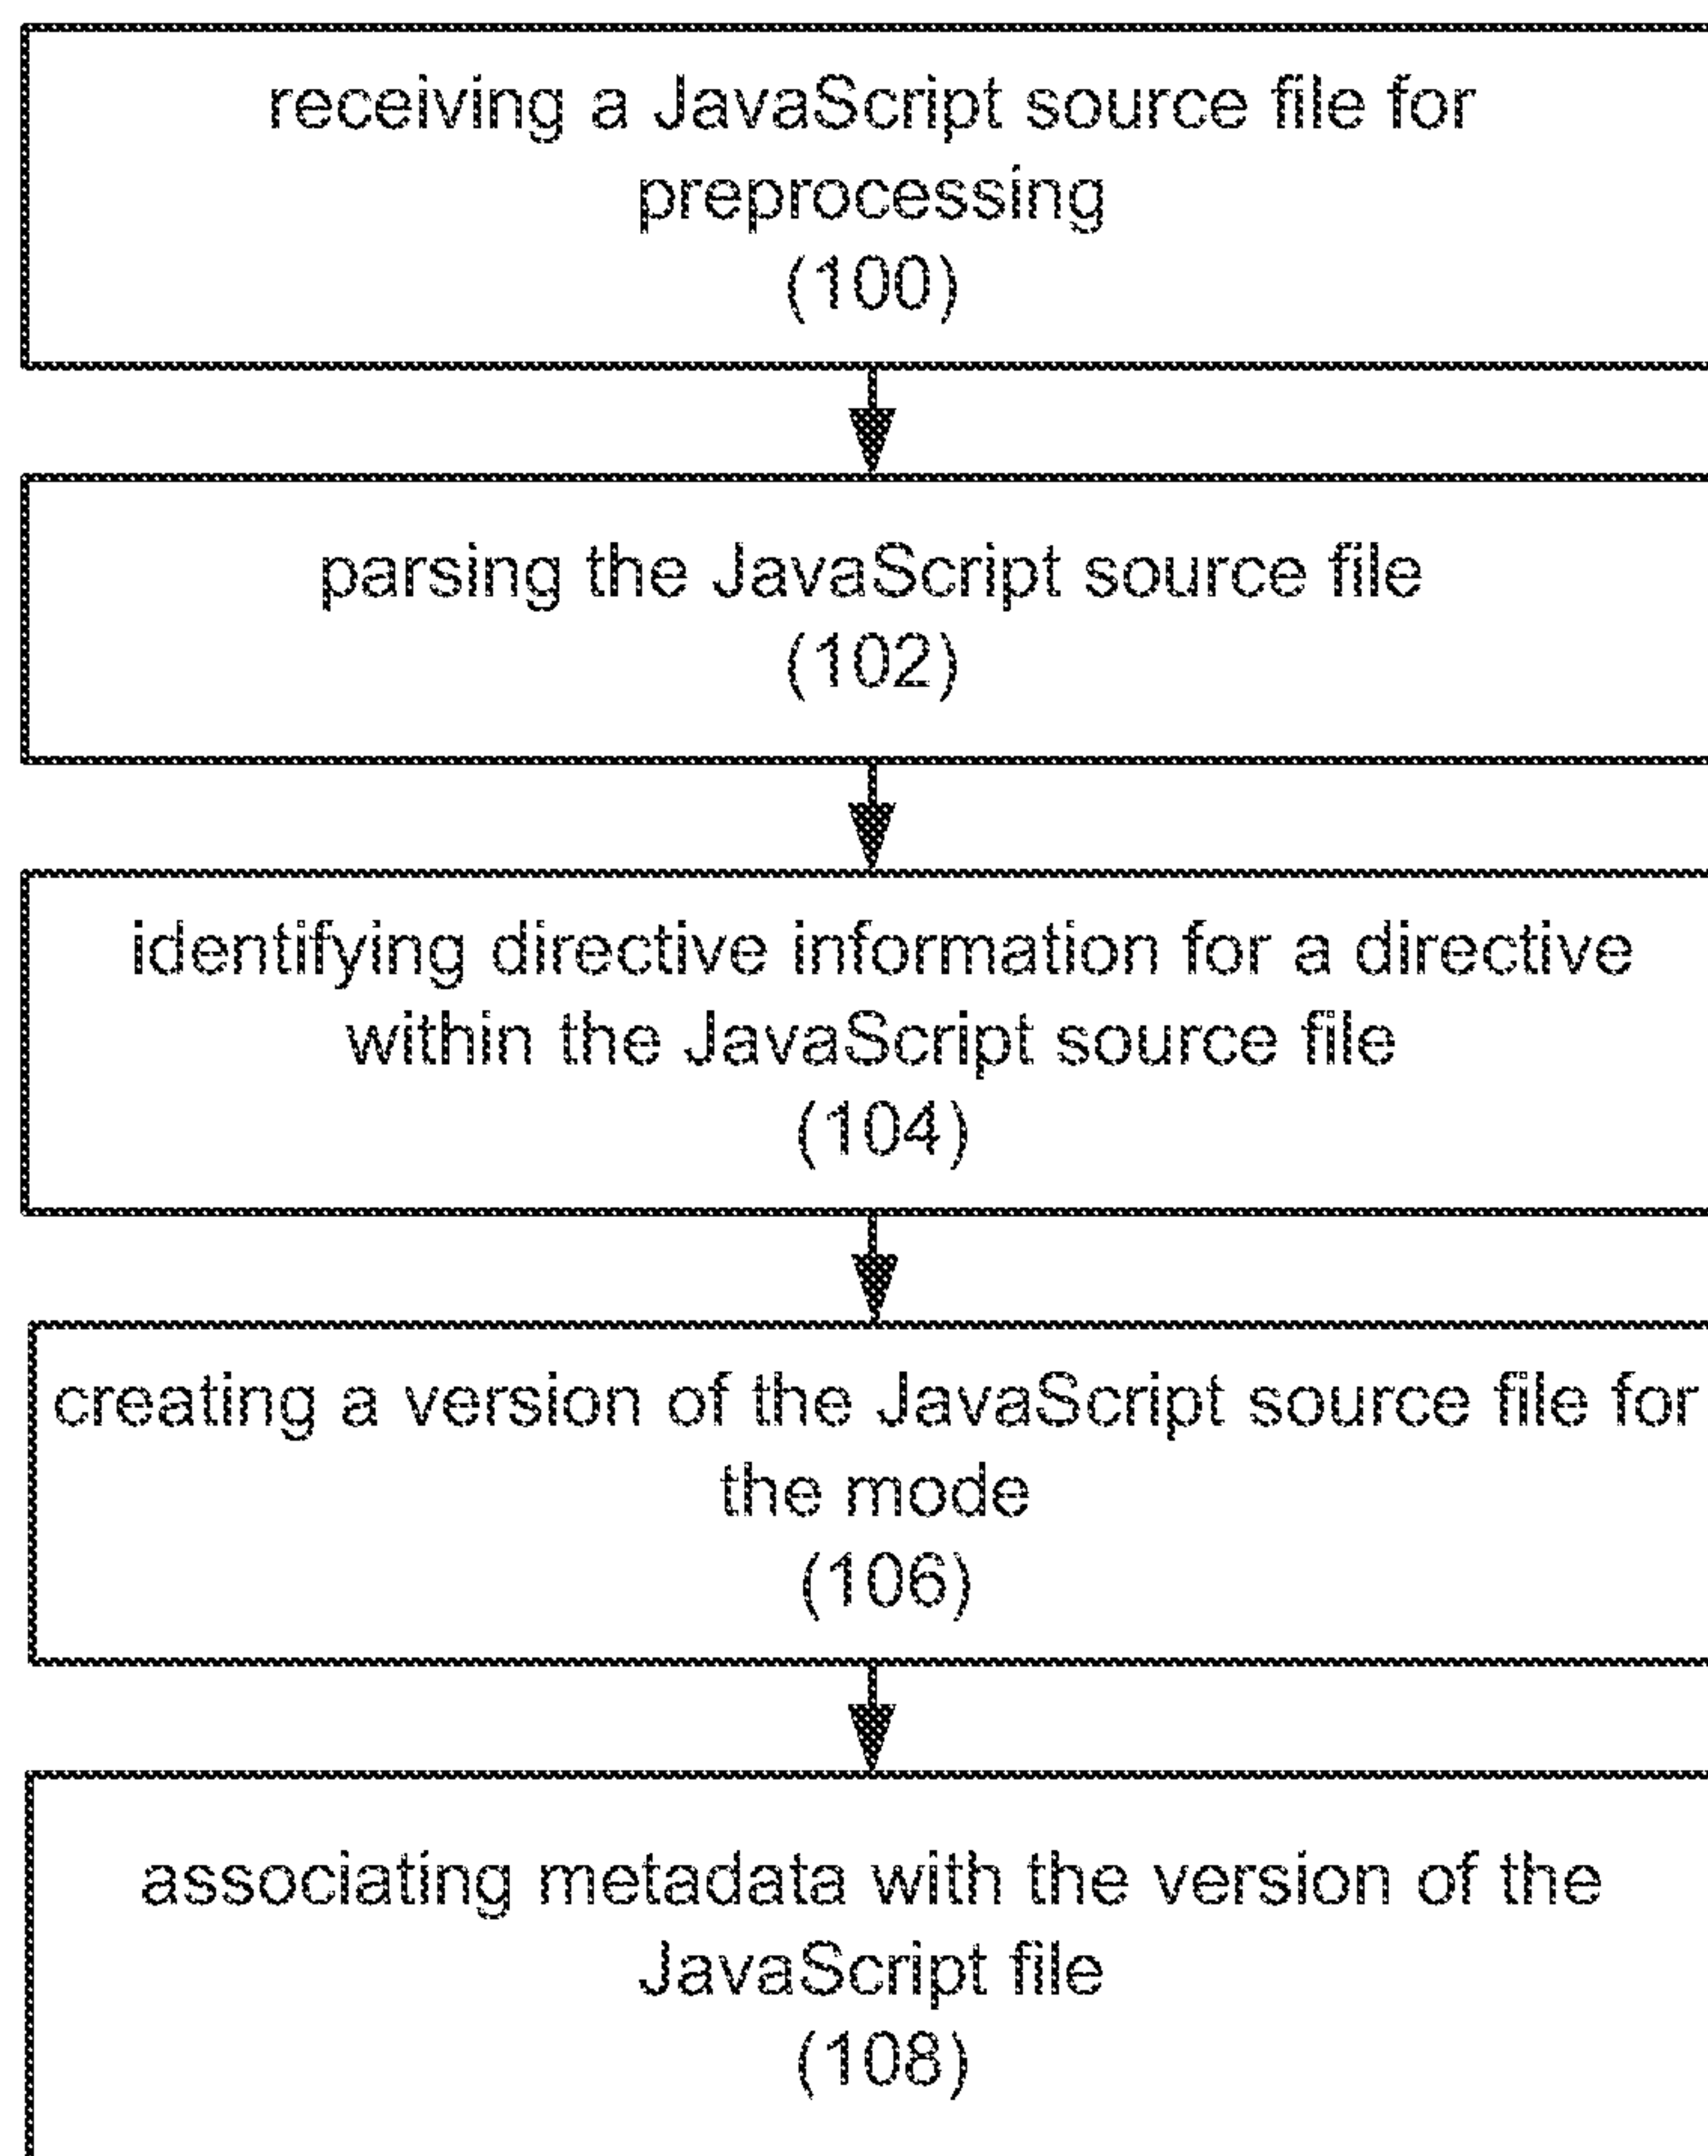 receiving a JavaScript source file for
preprocessing
(100)
parsing the JavaScript source file
(102)
identifying directive information for a directive
within the JavaScript source file
(104)
creating a version of the JavaScript source file for
the mode
(106)
associating metadata with the version of the
JavaScript file
(108)